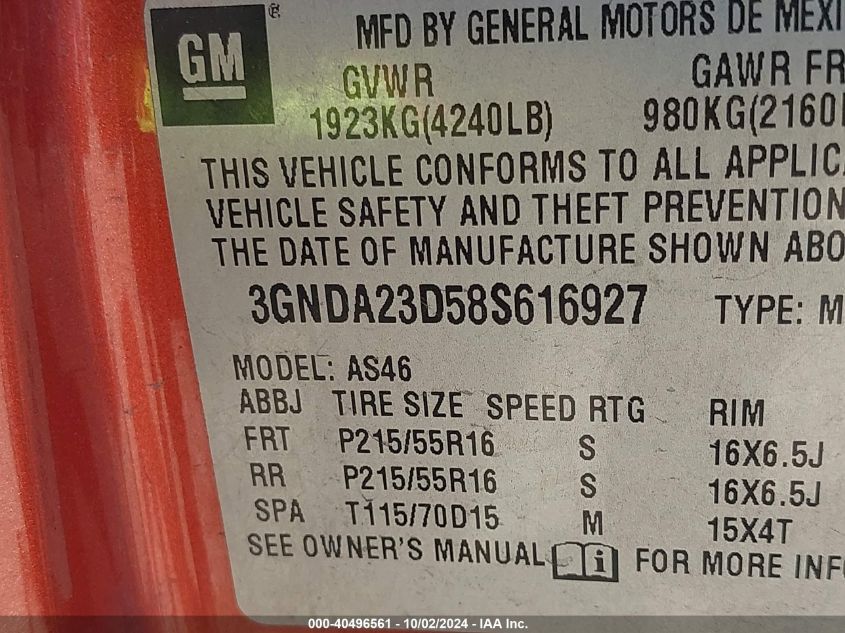 GM ®
MFD BY GENERAL MOTORS DE MEXI
GVWR GAWR FR
1923KG(4240LB) 980KG(2160
THIS VEHICLE CONFORMS TO ALL APPLIC
VEHICLE SAFETY AND THEFT PREVENTION
THE DATE OF MANUFACTURE SHOWN ABO
3GNDA23D58S616927 TYPE: M
MODEL: AS46
ABBJ TIRE SIZE SPEED RTG RIM
FRT P215/55R16 S 16X6.5J
RR P215/55R16 S 16X6.5J
SPA T115/70D15 M 15X4T
SEE OWNER'S MANUAL i FOR MORE INF
000-40496561 - 10/02/2024 - IAA Inc.